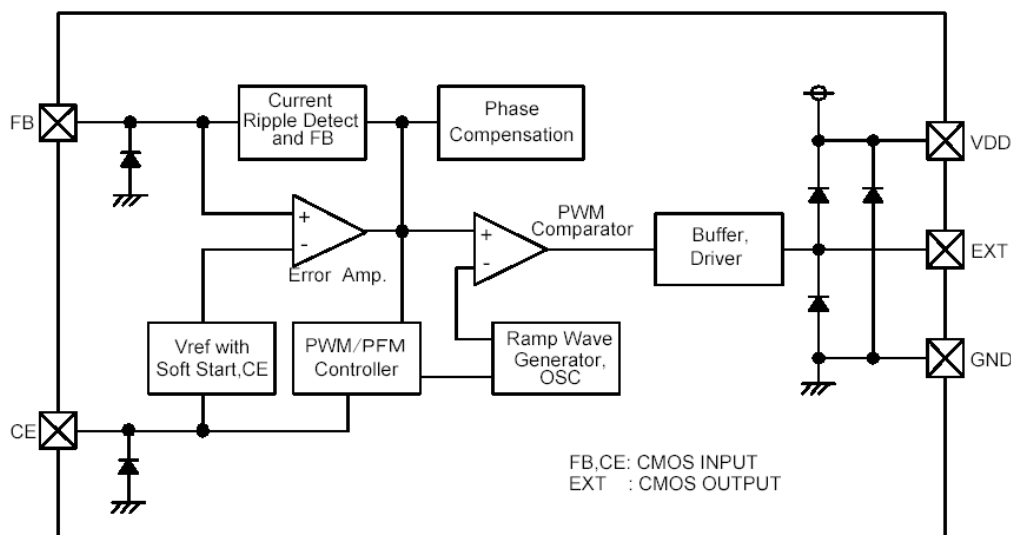 FB
Current
Ripple Detect
and FB
Phase
Compensation
VDD
+
-
Error Amp.
+
-
PWM
Comparator
Buffer,
Driver
EXT
Vref with
Soft Start,CE
PWM/PFM
Controller
Ramp Wave
Generator,
OSC
GND
CE
FB,CE: CMOS INPUT
EXT : CMOS OUTPUT